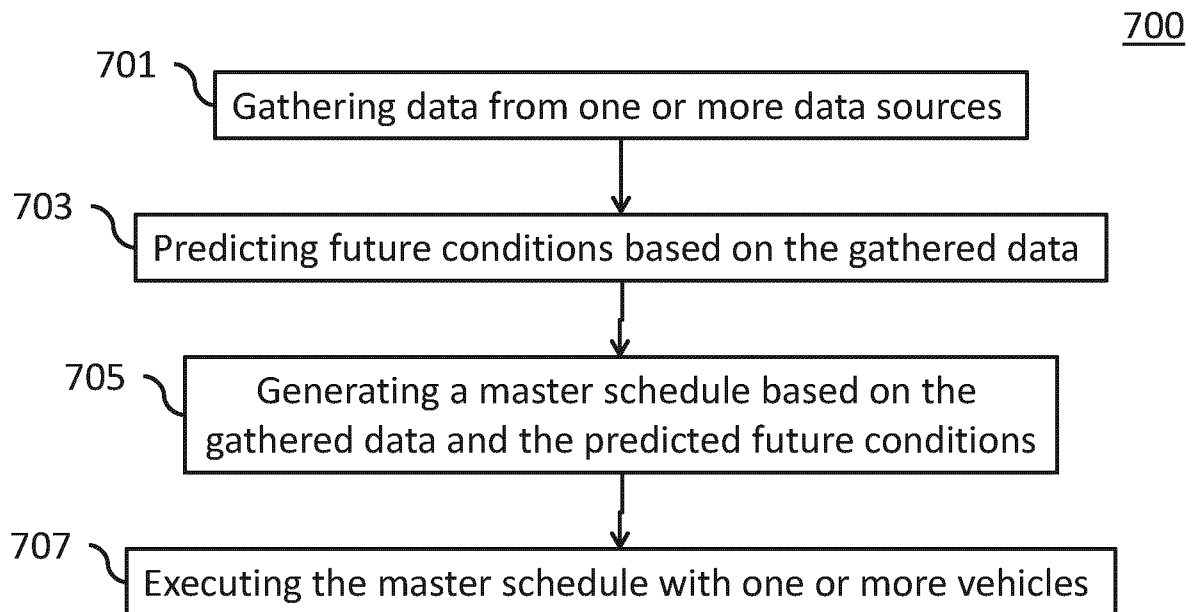 700
701
Gathering data from one or more data sources
703
Predicting future conditions based on the gathered data
705
Generating a master schedule based on the
gathered data and the predicted future conditions
707
Executing the master schedule with one or more vehicles